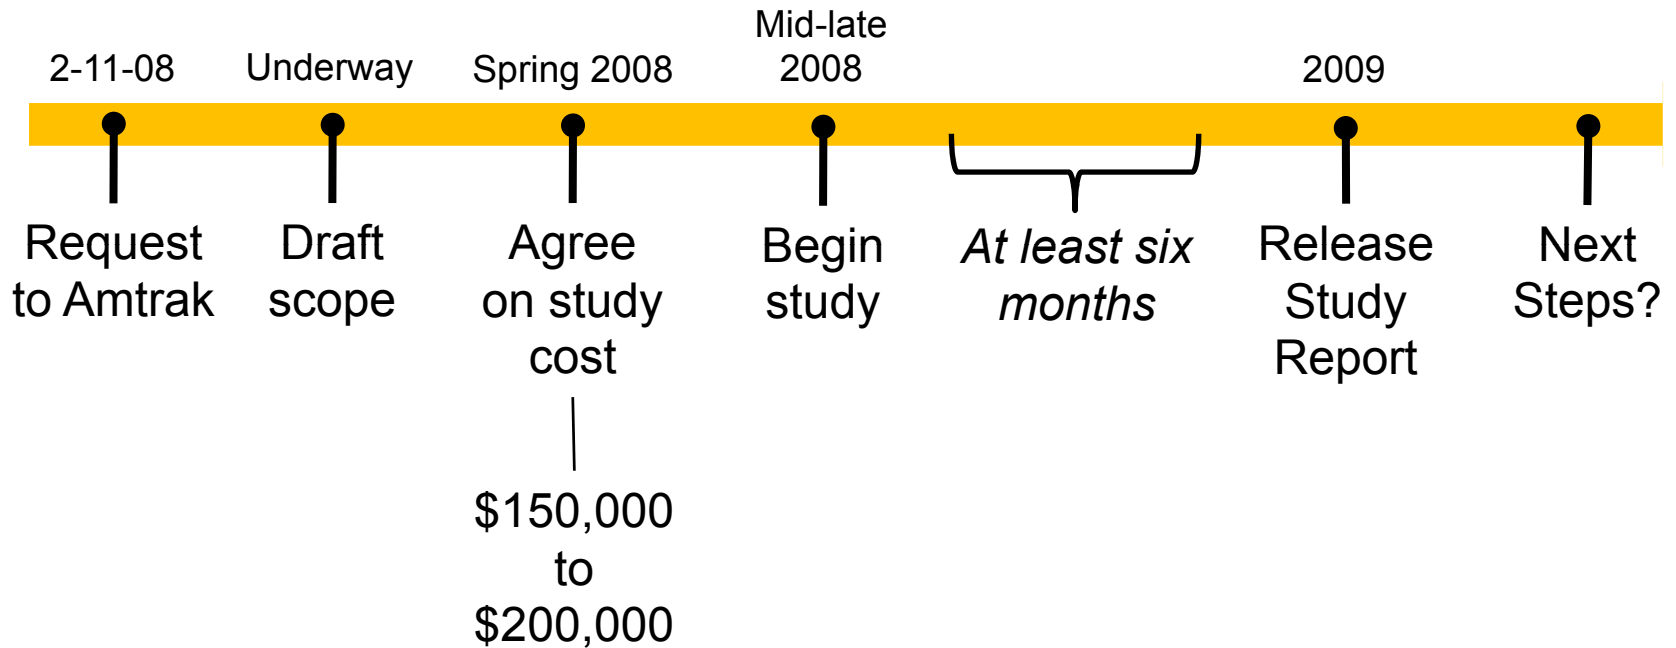 2-11-08
Underway
Spring 2008
Mid-late
2008
2009
Request
to Amtrak
Draft
scope
Agree
on study
cost
Begin
study
At least six
months
Release
Study
Report
Next
Steps?
$150,000
to
$200,000